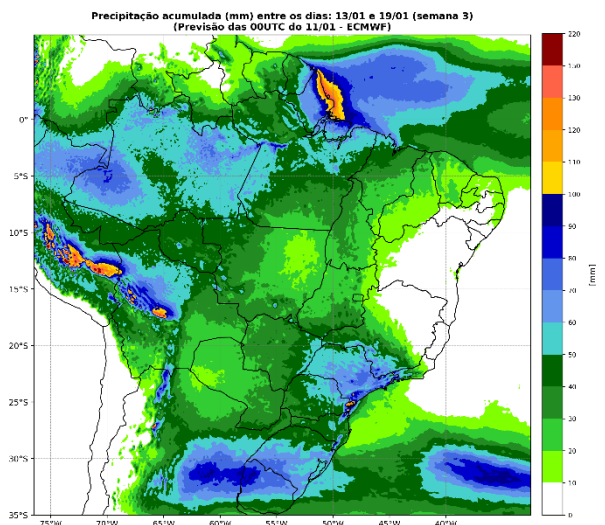 Precipitação acumulada (mm) entre os dias: 13/01 e 19/01 (semana 3)
(Previsão das 00UTC do 11/01 - ECMWF)
0°
5°S
10°S
15°S
20°S
25°S
30°S
35°S
75°W
70°W
65°W
60°W
55°W
50°W
45°W
40°W
220
150
130
120
110
100
90
80
70
60
50
40
30
20
10
0
[mm]